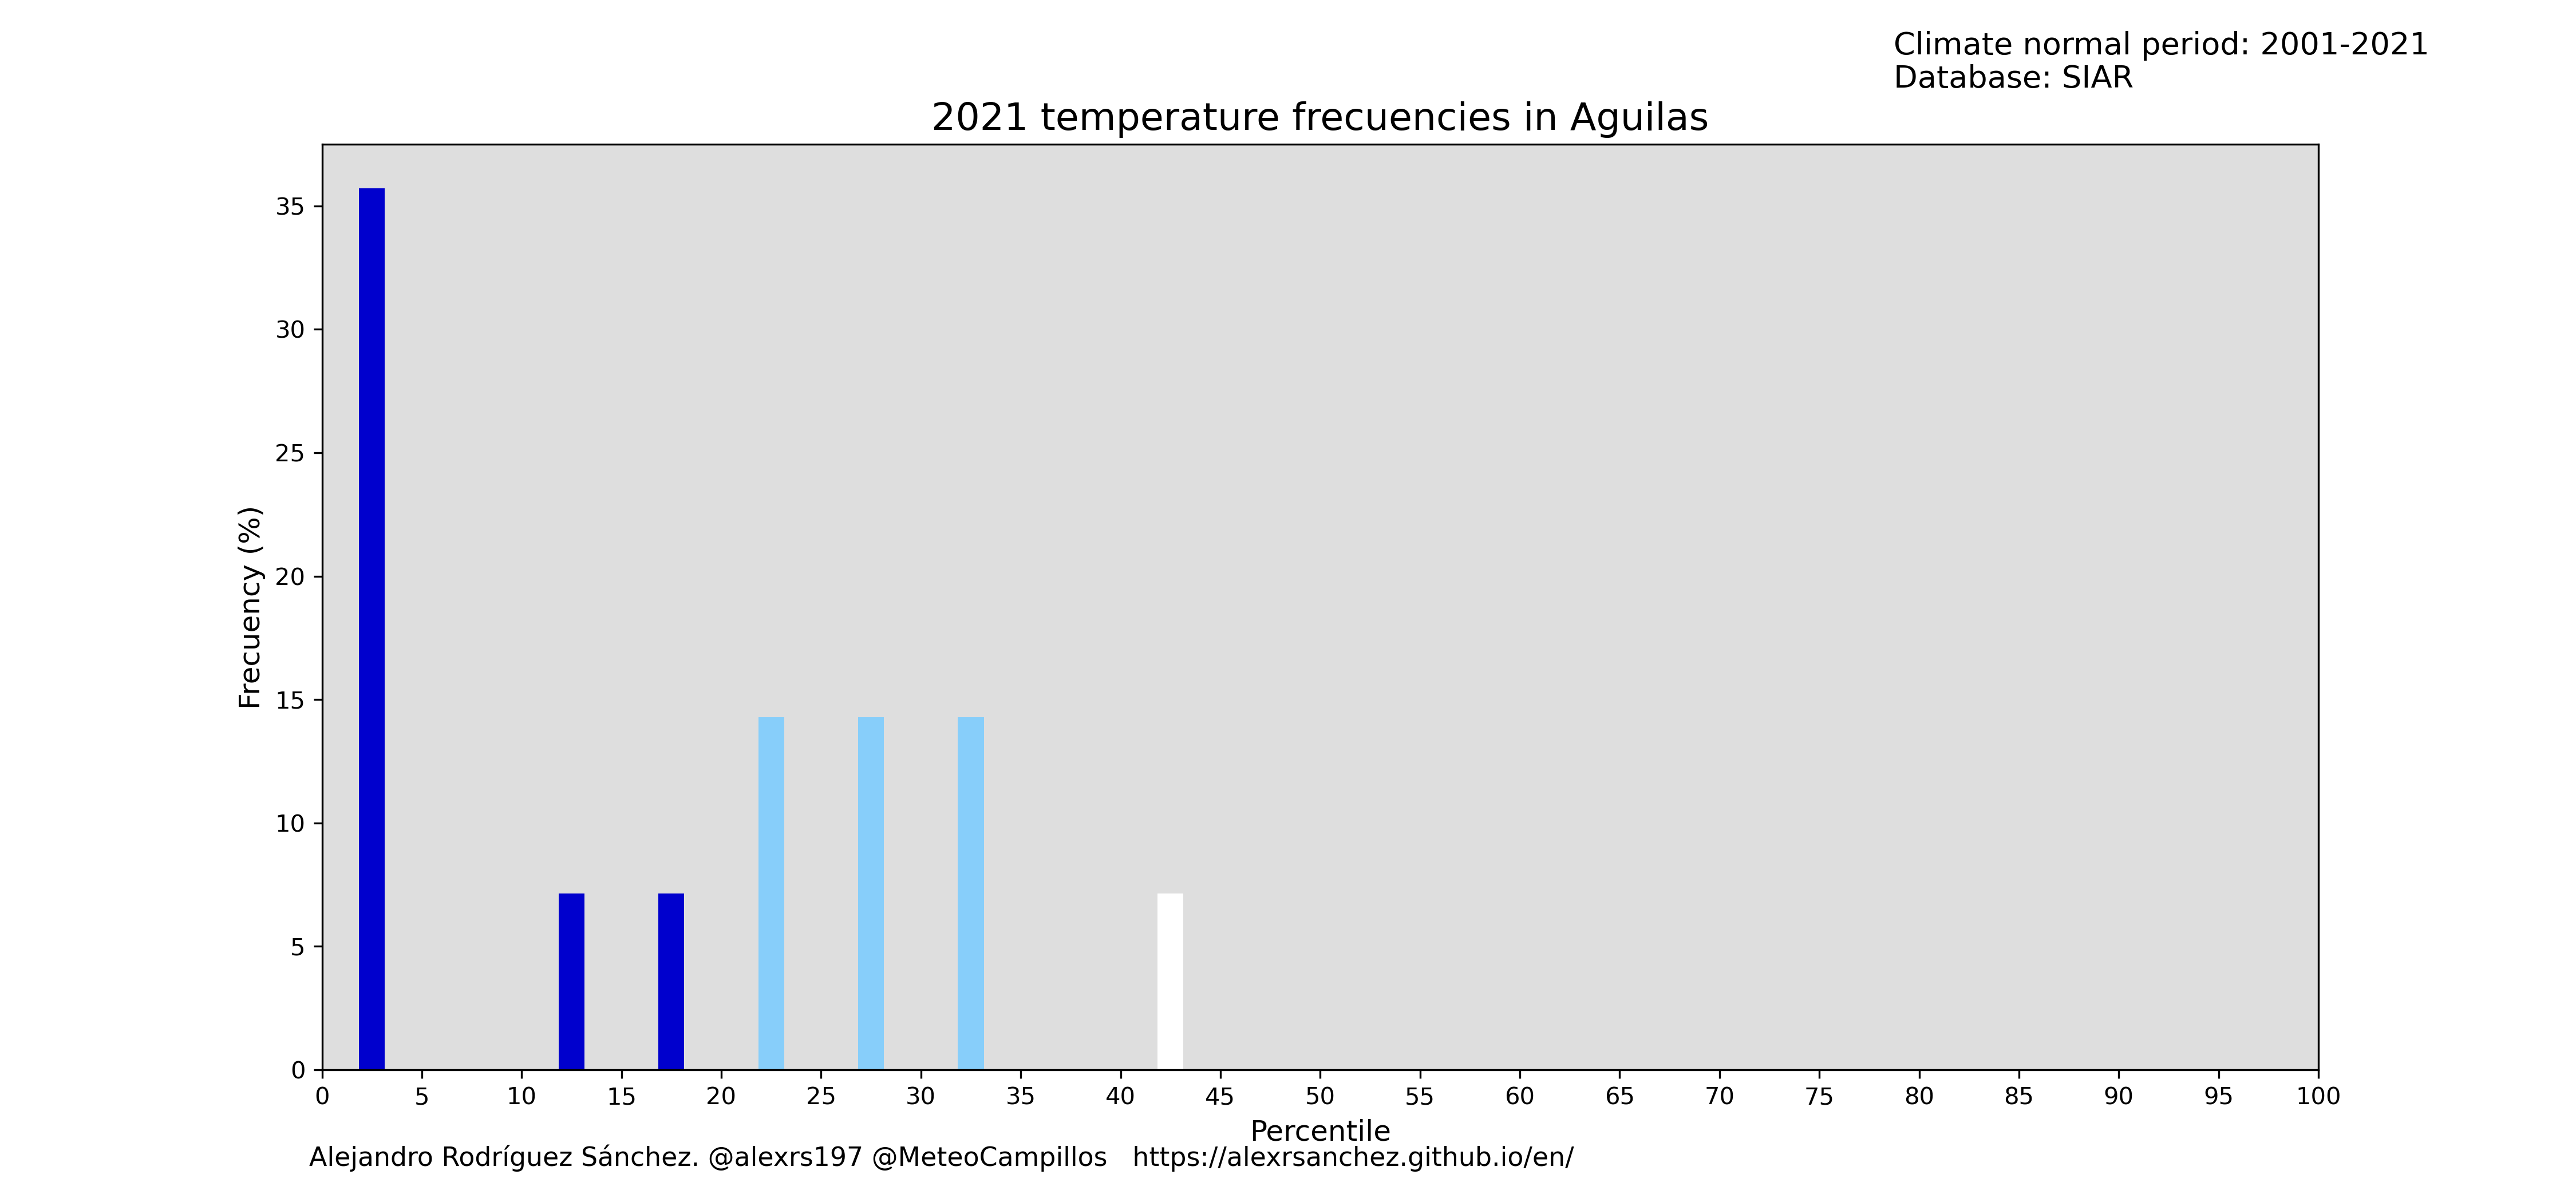 Climate normal period: 2001-2021
Database: SIAR
2021 temperature frecuencies in Aguilas
Frecuency (%)
35
30
25
20
15
10
5
0
0 5 10 15 20 25 30 35 40 45 50 55 60 65 70 75 80 85 90 95 100
Percentile
Alejandro Rodríguez Sánchez. @alexrs197 @MeteoCampillos https://alexrsanchez.github.io/en/